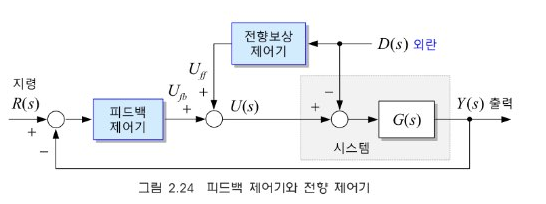 전향보상
제어기
D(s) 외란
지령
R(s)
U_ff
U_fb
+
U(s)
−
+
Y(s) 출력
+
−
피드백
제어기
+
G(s)
시스템
그림 2.24 피드백 제어기와 전향 제어기